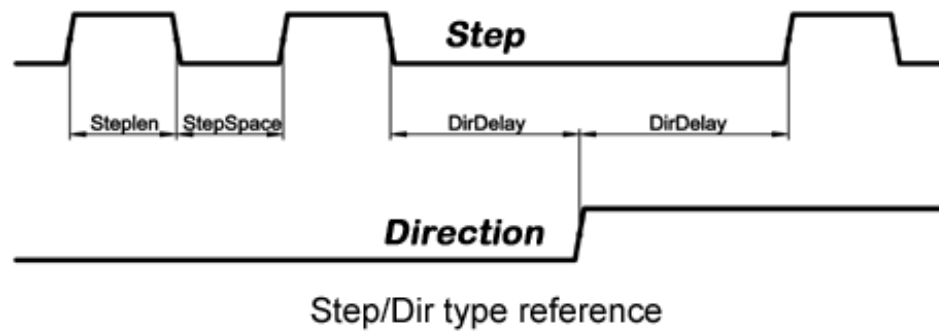 Step
Steplen StepSpace DirDelay DirDelay
Direction
Step/Dir type reference